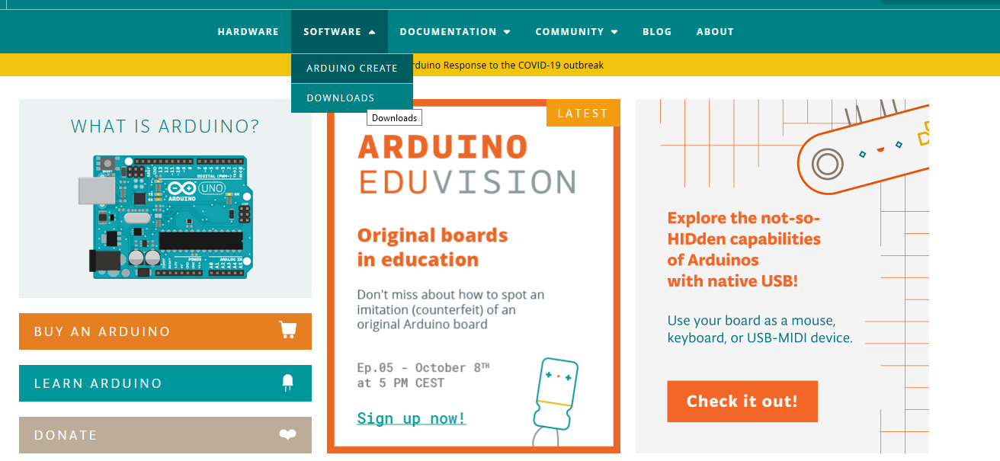 HARDWARE
SOFTWARE
DOCUMENTATION
COMMUNITY
BLOG
ABOUT
ARDUINO CREATE
DOWNLOADS
Downloads
rduino Response to the COVID-19 outbreak
WHAT IS ARDUINO?
DIGITAL (PWM~)
UNO
ARDUINO
ON
POWER
ANALOG IN
BUY AN ARDUINO
LEARN ARDUINO
DONATE
LATEST
ARDUINO
EDUVISION
Original boards
in education
Don't miss about how to spot an
imitation (counterfeit) of an
original Arduino board
Ep.05 - October 8TH
at 5 PM CEST
Sign up now!
Explore the not-so-
HIDden capabilities
of Arduinos
with native USB!
Use your board as a mouse,
keyboard, or USB-MIDI device.
Check it out!